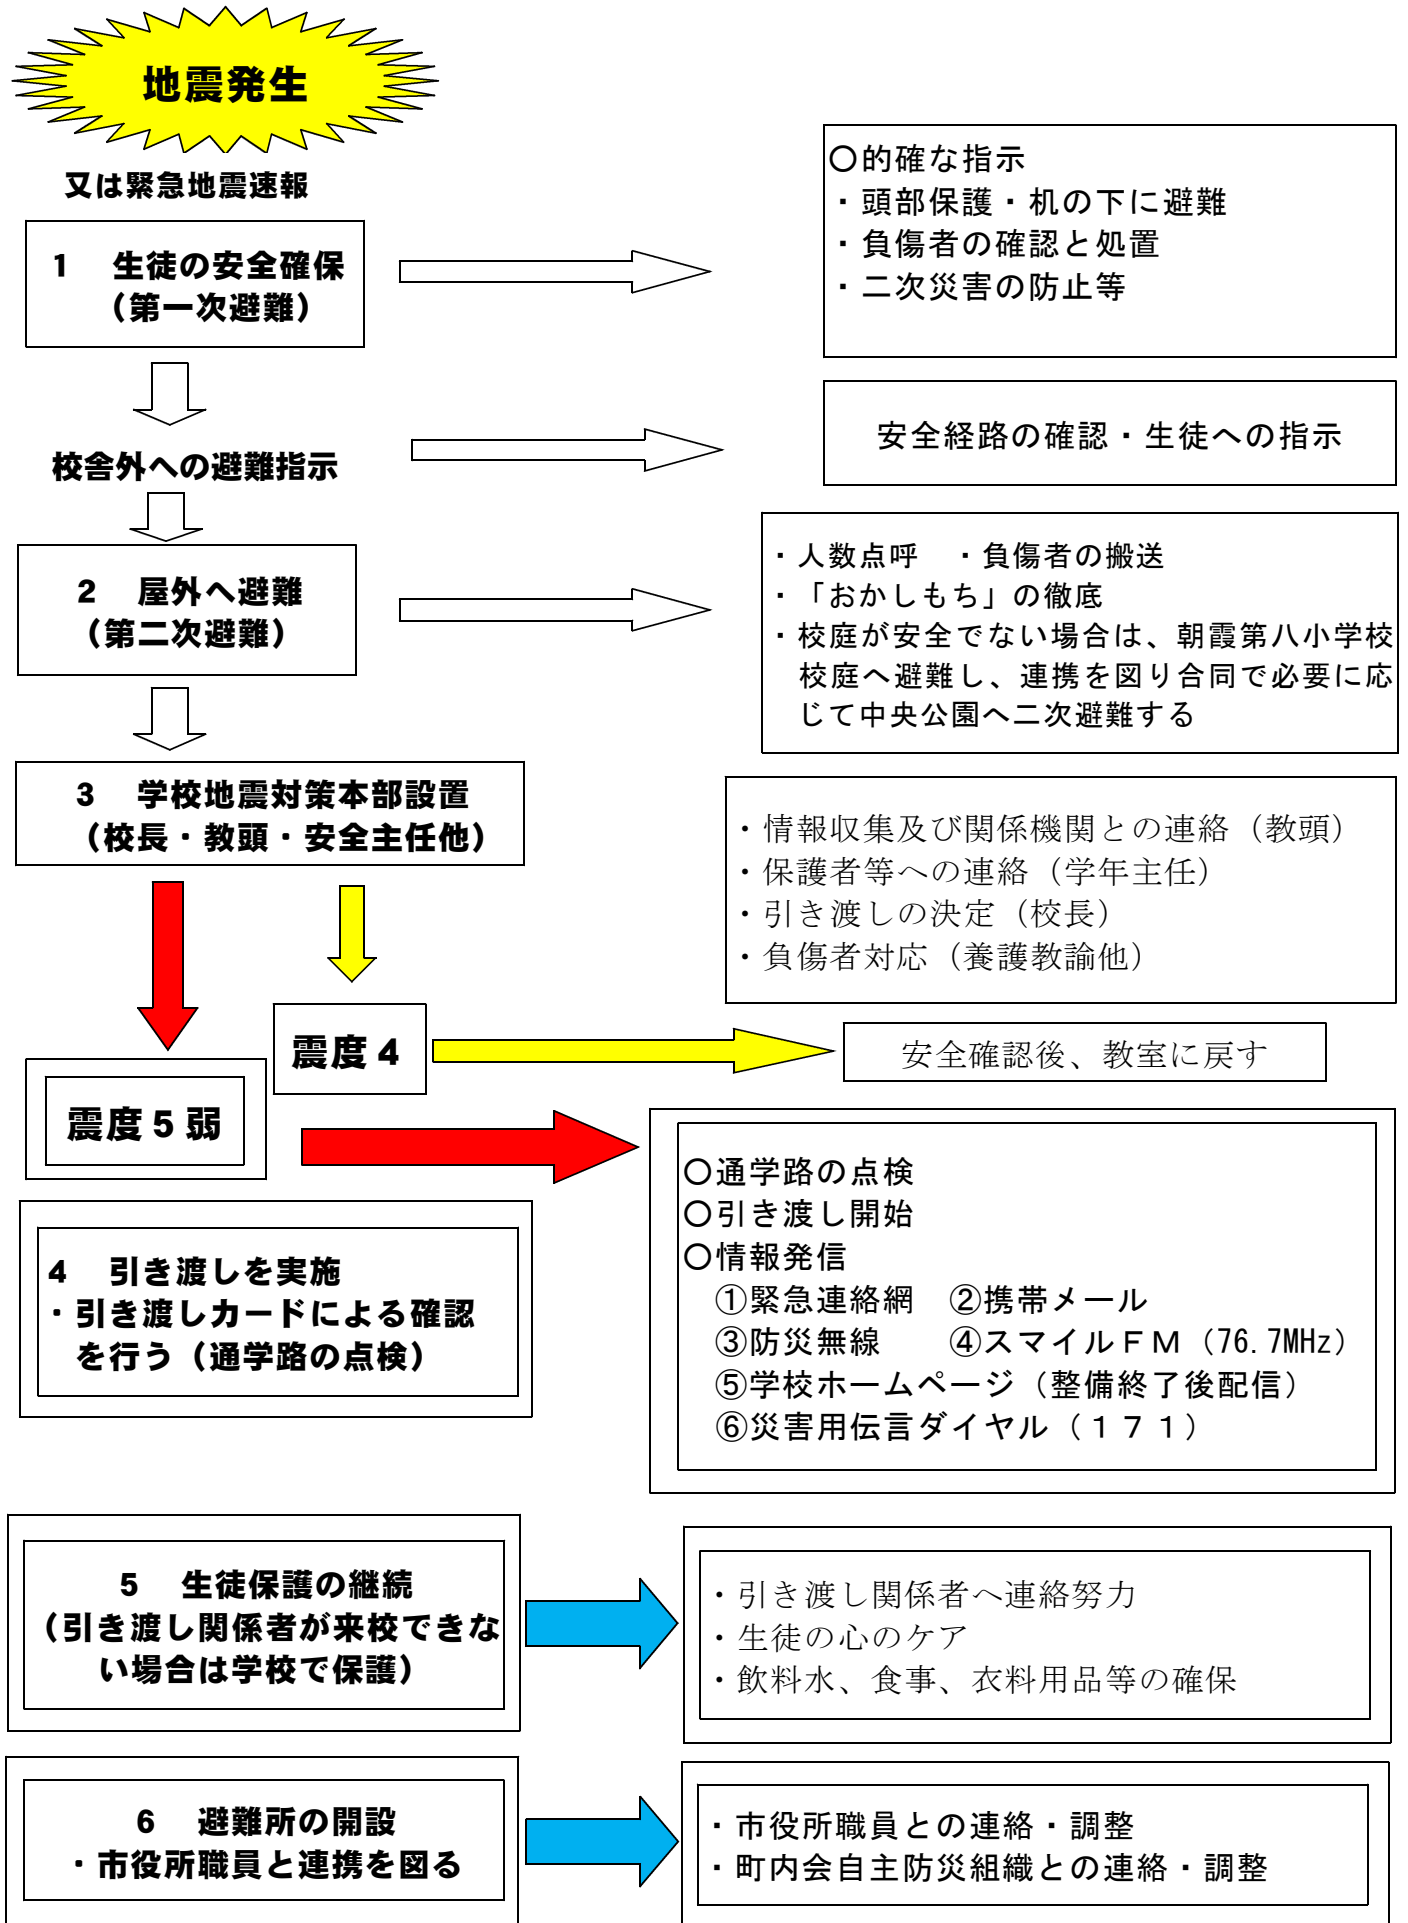 地震発生
又は緊急地震速報
1　生徒の安全確保
（第一次避難）
○的確な指示
・頭部保護・机の下に避難
・負傷者の確認と処置
・二次災害の防止等
校舎外への避難指示
安全経路の確認・生徒への指示
2　屋外へ避難
（第二次避難）
・人数点呼　・負傷者の搬送
・「おかしもち」の徹底
・校庭が安全でない場合は、朝霞第八小学校
校庭へ避難し、連携を図り合同で必要に応
じて中央公園へ二次避難する
3　学校地震対策本部設置
（校長・教頭・安全主任他）
・情報収集及び関係機関との連絡（教頭）
・保護者等への連絡（学年主任）
・引き渡しの決定（校長）
・負傷者対応（養護教諭他）
震度4
安全確認後、教室に戻す
震度5弱
○通学路の点検
○引き渡し開始
○情報発信
①緊急連絡網　②携帯メール
③防災無線　　④スマイルＦＭ（76.7MHz）
⑤学校ホームページ（整備終了後配信）
⑥災害用伝言ダイヤル（１７１）
4　引き渡しを実施
・引き渡しカードによる確認
を行う（通学路の点検）
5　生徒保護の継続
（引き渡し関係者が来校できな
い場合は学校で保護）
・引き渡し関係者へ連絡努力
・生徒の心のケア
・飲料水、食事、衣料用品等の確保
6　避難所の開設
・市役所職員と連携を図る
・市役所職員との連絡・調整
・町内会自主防災組織との連絡・調整